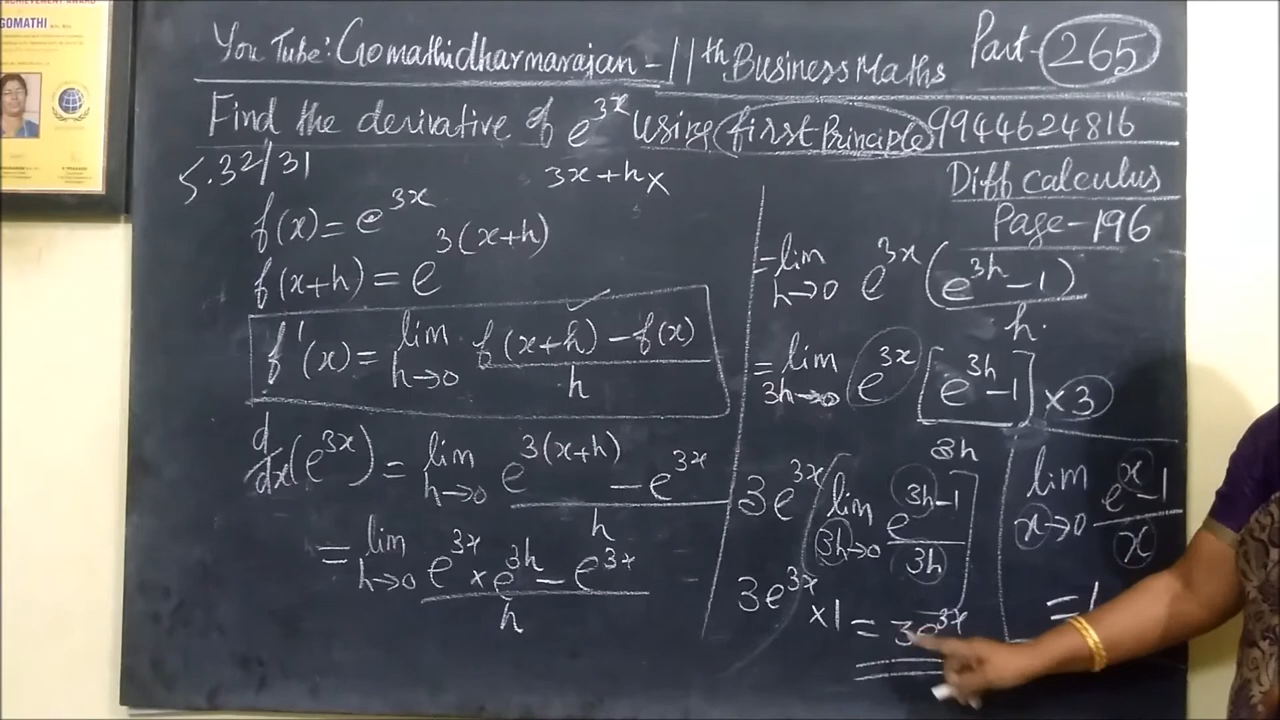 ACHIEVEMENT AWARD
GOMATHI
You Tube: Gomathidharmarajan - 11th Business Maths Part - 265
Find the derivative of e^3x using first Principle 9944624816
5.32/31
3x+h x
Diff calculus
Page-196
f(x) = e^3x
f(x+h) = e^3(x+h)
f'(x) = lim h→0 f(x+h) - f(x) / h
d/dx(e^3x) = lim h→0 e^3(x+h) - e^3x / h
= lim h→0 e^3x × e^3h - e^3x / h
= lim h→0 e^3x (e^3h - 1) / h
= lim 3h→0 e^3x [e^3h - 1] × 3
3h
3e^3x [lim 3h→0 e^3h-1 / 3h]
3e^3x × 1 = 3e^3x
lim x→0 e^x - 1 / x
= 1